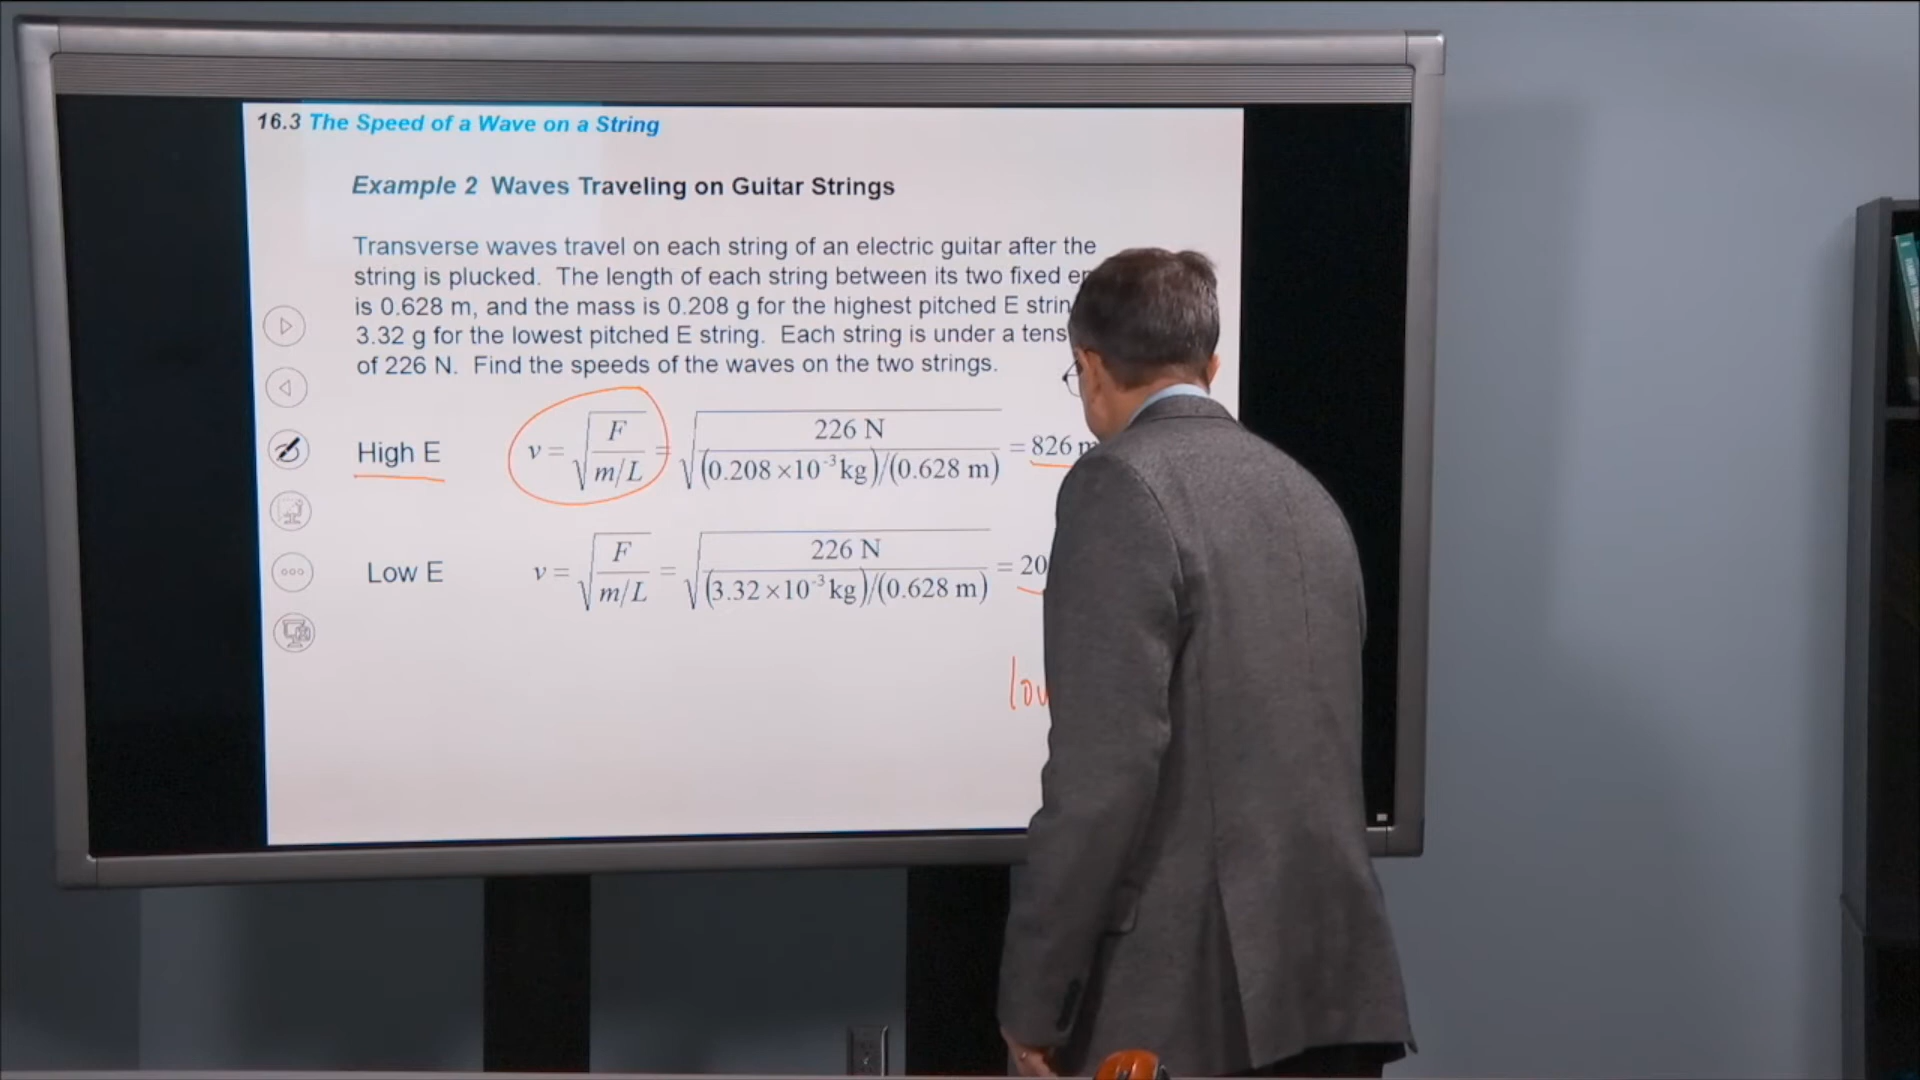 16.3 The Speed of a Wave on a String
Example 2 Waves Traveling on Guitar Strings
Transverse waves travel on each string of an electric guitar after the
string is plucked. The length of each string between its two fixed
is 0.628 m, and the mass is 0.208 g for the highest pitched E
3.32 g for the lowest pitched E string. Each string is under a
of 226 N. Find the speeds of the waves on the two strings.
High E v = √(F/(m/L)) = √(226 N/((0.208 ×10⁻³ kg)/(0.628 m))) = 826
Low E v = √(F/(m/L)) = √(226 N/((3.32 ×10⁻³ kg)/(0.628 m))) =